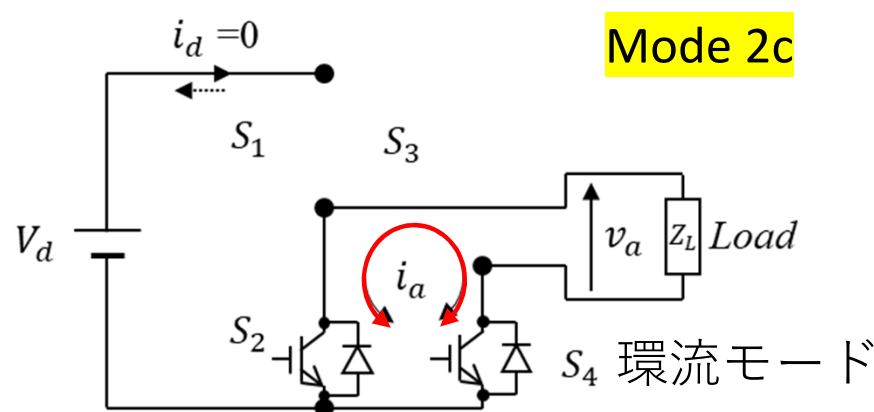 i_d =0
Mode 2c
S_1
S_3
V_d
v_a
Z_L
Load
i_a
S_2
S_4 環流モード